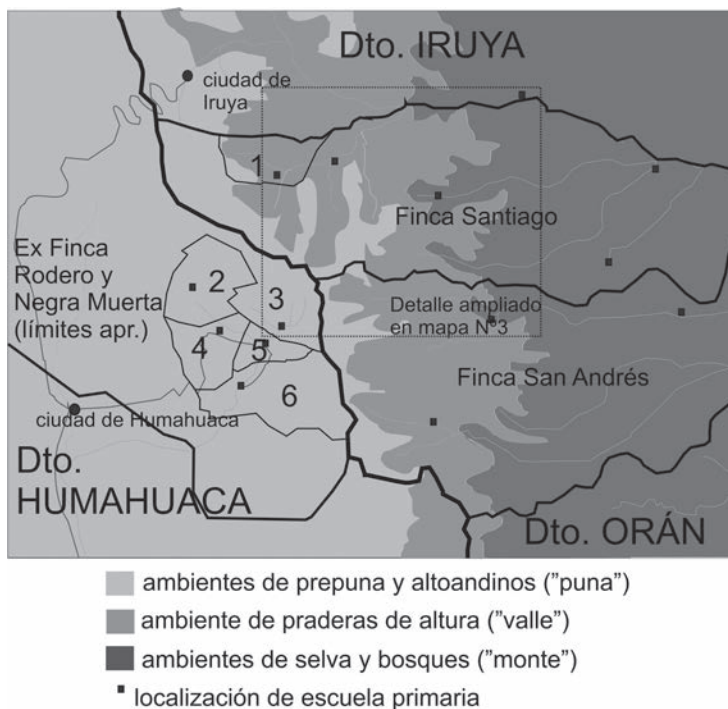 Dto. IRUYA
ciudad de
Iruya
1
Finca Santiago
Ex Finca
Rodero y
Negra Muerta
(límites apr.)
2
3
Detalle ampliado
en mapa Nº3
4
5
Finca San Andrés
6
ciudad de Humahuaca
Dto.
HUMAHUACA
Dto. ORÁN
ambientes de prepuna y altoandinos ("puna")
ambiente de praderas de altura ("valle")
ambientes de selva y bosques ("monte")
localización de escuela primaria